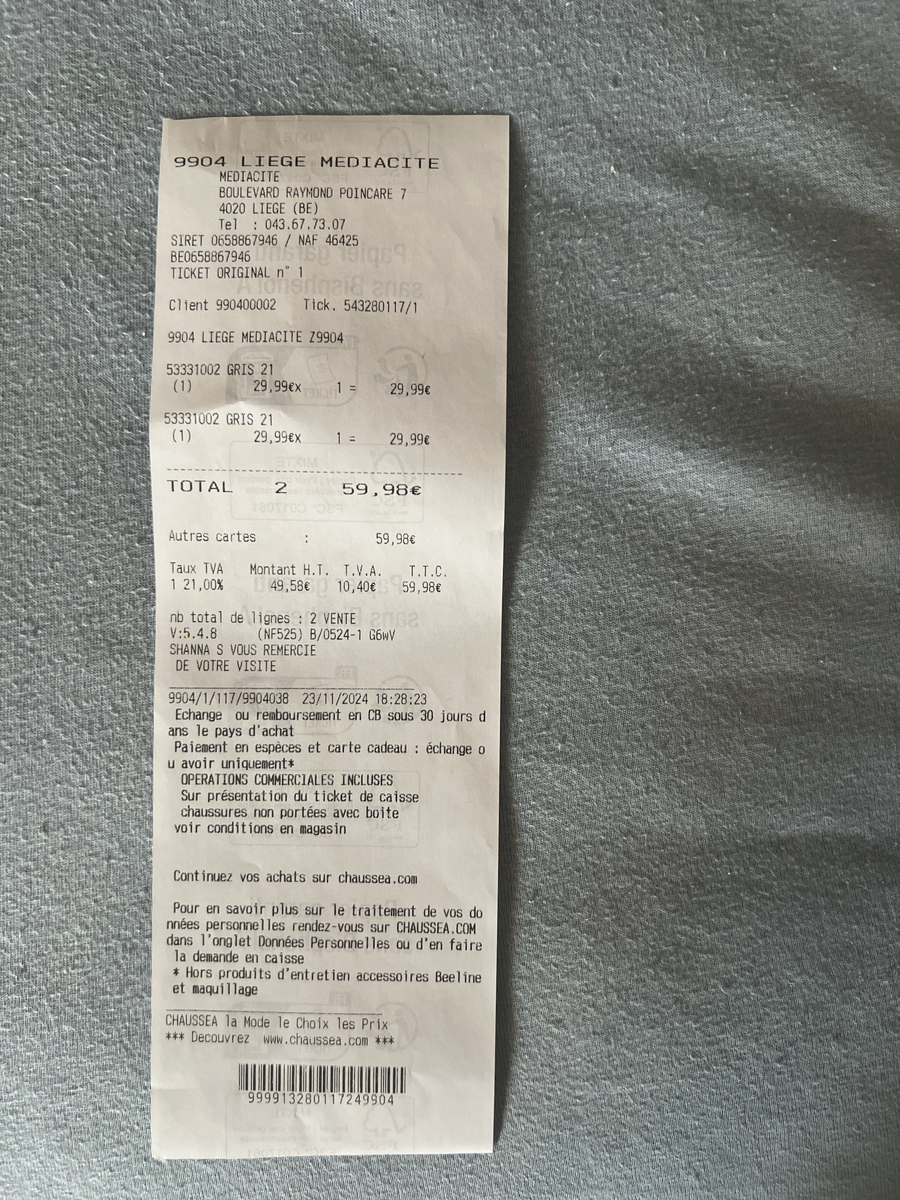 9904 LIEGE MEDIACITE
MEDIACITE
BOULEVARD RAYMOND POINCARE 7
4020 LIEGE (BE)
Tel : 043.67.73.07
SIRET 0658867946 / NAF 46425
BE0658867946
TICKET ORIGINAL n° 1
Client 990400002 Tick. 543280117/1
9904 LIEGE MEDIACITE Z9904
53331002 GRIS 21
(1) 29,99€x 1 = 29,99€
53331002 GRIS 21
(1) 29,99€x 1 = 29,99€
TOTAL 2 59,98€
Autres cartes : 59,98€
Taux TVA Montant H.T. T.V.A. T.T.C.
1 21,00% 49,58€ 10,40€ 59,98€
nb total de lignes : 2 VENTE
V:5.4.8 (NF525) B/0524-1 G6wV
SHANNA S VOUS REMERCIE
DE VOTRE VISITE
9904/1/117/9904038 23/11/2024 18:28:23
Echange ou remboursement en CB sous 30 jours d
ans le pays d'achat
Paiement en espèces et carte cadeau : échange o
u avoir uniquement*
OPERATIONS COMMERCIALES INCLUSES
Sur présentation du ticket de caisse
chaussures non portées avec boite
voir conditions en magasin
Continuez vos achats sur chaussea.com
Pour en savoir plus sur le traitement de vos do
nnées personnelles rendez-vous sur CHAUSSEA.COM
dans l'onglet Données Personnelles ou d'en faire
la demande en caisse
* Hors produits d'entretien accessoires Beeline
et maquillage
CHAUSSEA la Mode le Choix les Prix
*** Decouvrez www.chaussea.com ***
999913280117249904